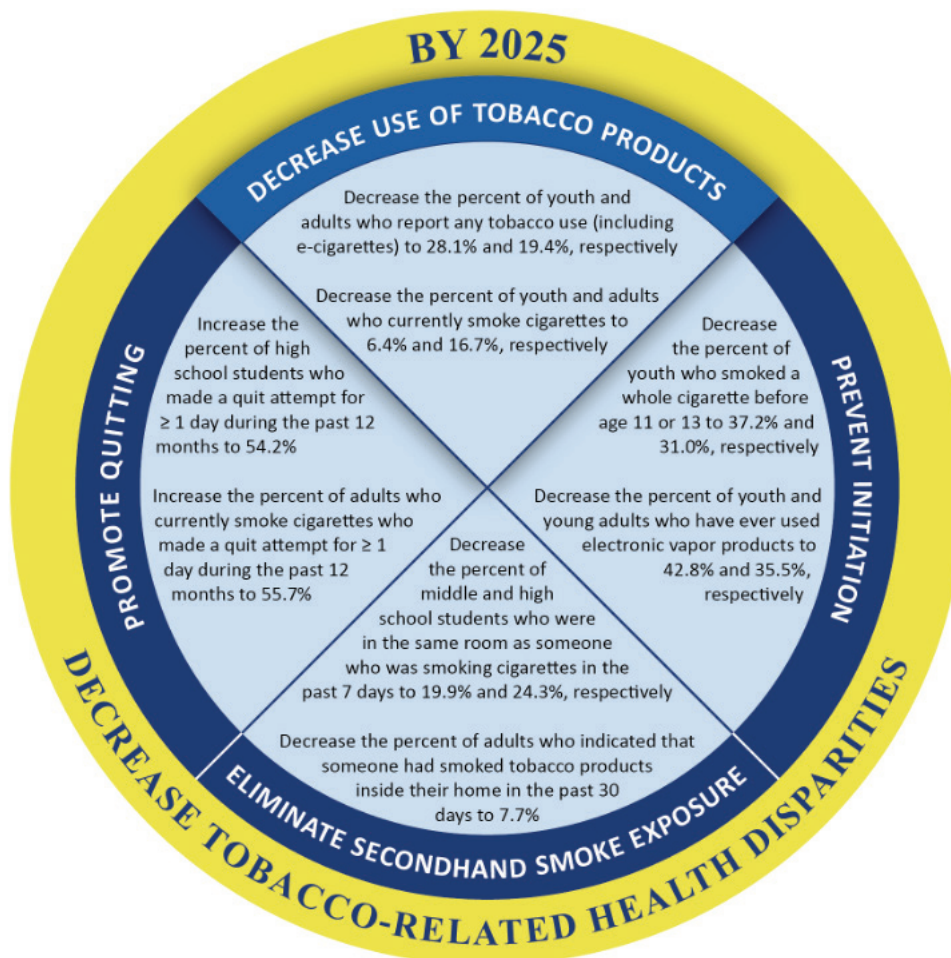 BY 2025
DECREASE USE OF TOBACCO PRODUCTS
Decrease the percent of youth and
adults who report any tobacco use (including
e-cigarettes) to 28.1% and 19.4%, respectively
Decrease the percent of youth and adults
who currently smoke cigarettes to
6.4% and 16.7%, respectively
PROMOTE QUITTING
Increase the
percent of high
school students who
made a quit attempt for
≥ 1 day during the past 12
months to 54.2%
Increase the percent of adults who
currently smoke cigarettes who
made a quit attempt for ≥ 1
day during the past 12
months to 55.7%
PREVENT INITIATION
Decrease
the percent of
youth who smoked a
whole cigarette before
age 11 or 13 to 37.2% and
31.0%, respectively
Decrease the percent of youth and
young adults who have ever used
electronic vapor products to
42.8% and 35.5%,
respectively
Decrease
the percent of
middle and high
school students who were
in the same room as someone
who was smoking cigarettes in the
past 7 days to 19.9% and 24.3%, respectively
Decrease the percent of adults who indicated that
someone had smoked tobacco products
inside their home in the past 30
days to 7.7%
ELIMINATE SECONDHAND SMOKE EXPOSURE
DECREASE TOBACCO-RELATED HEALTH DISPARITIES